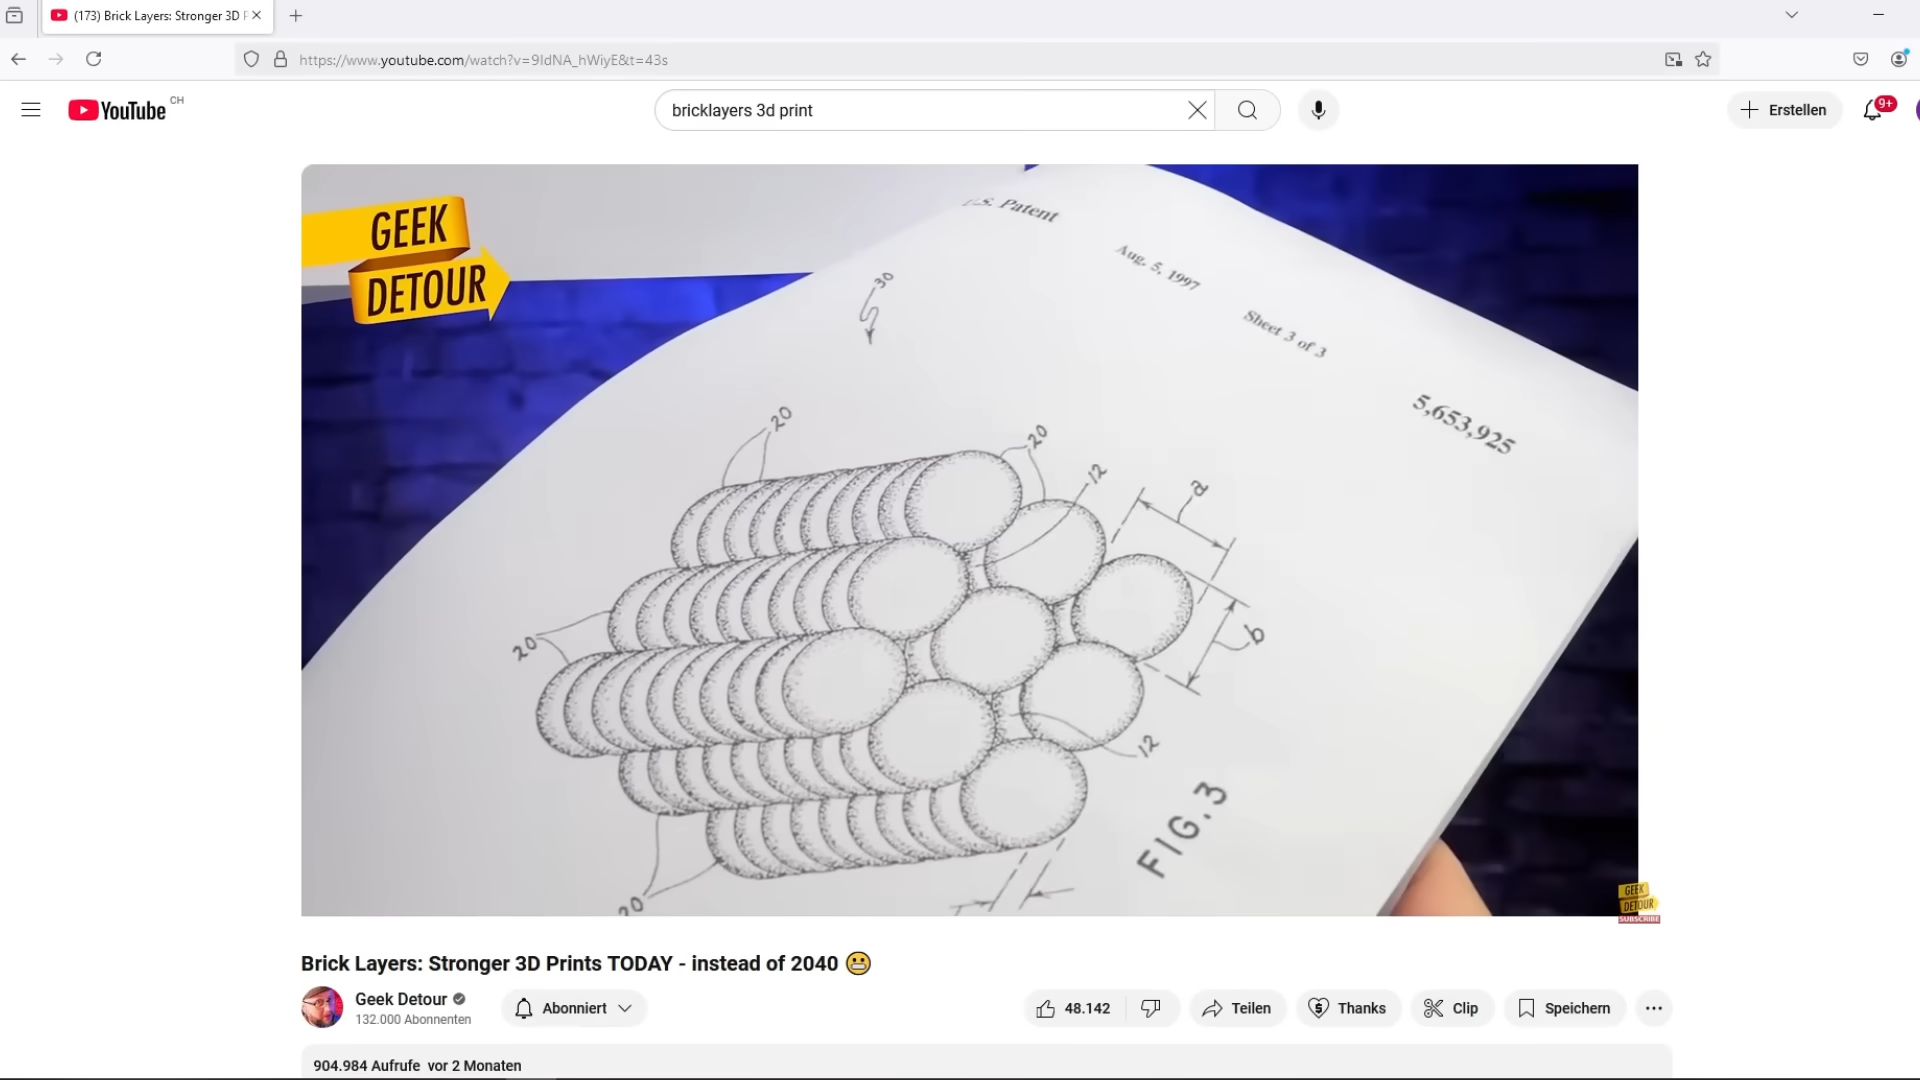 (173) Brick Layers: Stronger 3D P
https://www.youtube.com/watch?v=9IdNA_hWiyE&t=43s
YouTube CH
bricklayers 3d print
Erstellen
9+
GEEK
DETOUR
U.S. Patent
Aug. 5, 1997
Sheet 3 of 3
5,653,925
30
20
20
12
a
b
20
12
20
FIG.3
GEEK
DETOUR
SUBSCRIBE
Brick Layers: Stronger 3D Prints TODAY - instead of 2040 😬
Geek Detour
132.000 Abonnenten
Abonniert
48.142
Teilen
Thanks
Clip
Speichern
904.984 Aufrufe vor 2 Monaten